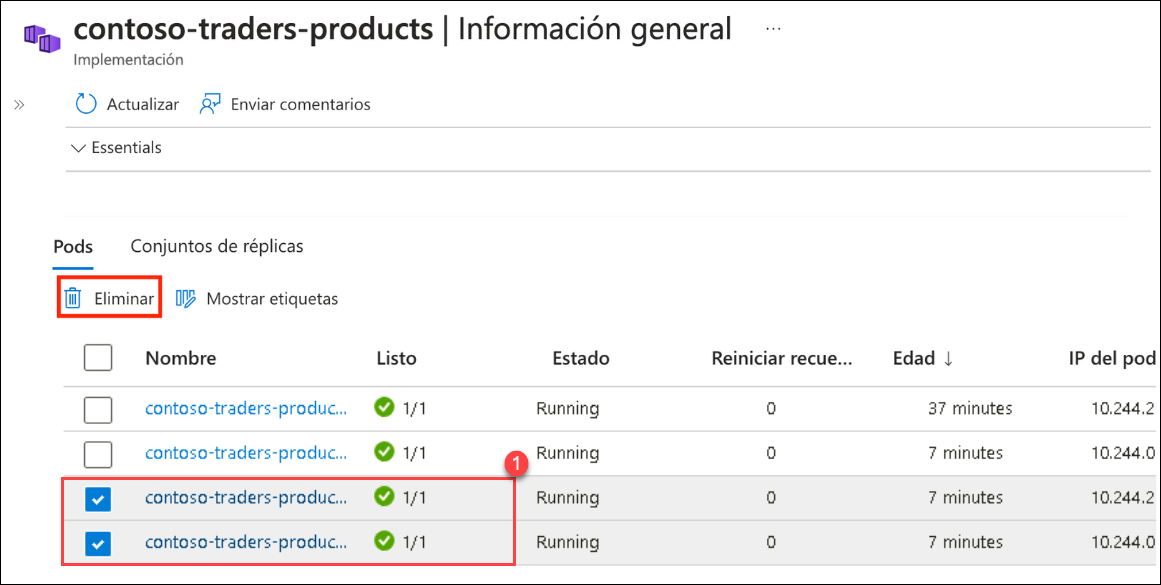 contoso-traders-products | Información general ...
Implementación
Actualizar Enviar comentarios
Essentials
Pods Conjuntos de réplicas
Eliminar Mostrar etiquetas
Nombre Listo Estado Reiniciar recue... Edad ↓ IP del pod
contoso-traders-produc... 1/1 Running 0 37 minutes 10.244.2
contoso-traders-produc... 1/1 Running 0 7 minutes 10.244.0
1
contoso-traders-produc... 1/1 Running 0 7 minutes 10.244.2
contoso-traders-produc... 1/1 Running 0 7 minutes 10.244.0